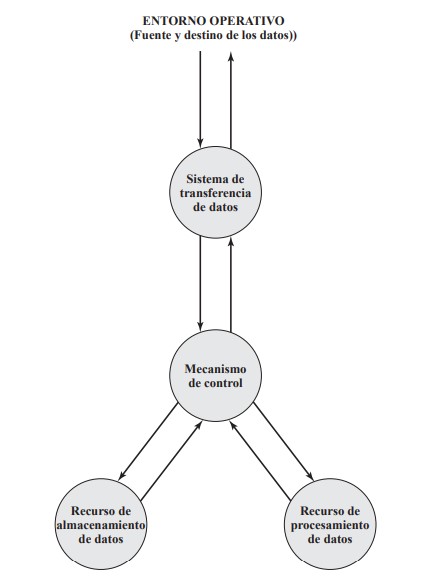 ENTORNO OPERATIVO
(Fuente y destino de los datos))
Sistema de
transferencia
de datos
Mecanismo
de control
Recurso de
almacenamiento
de datos
Recurso de
procesamiento
de datos